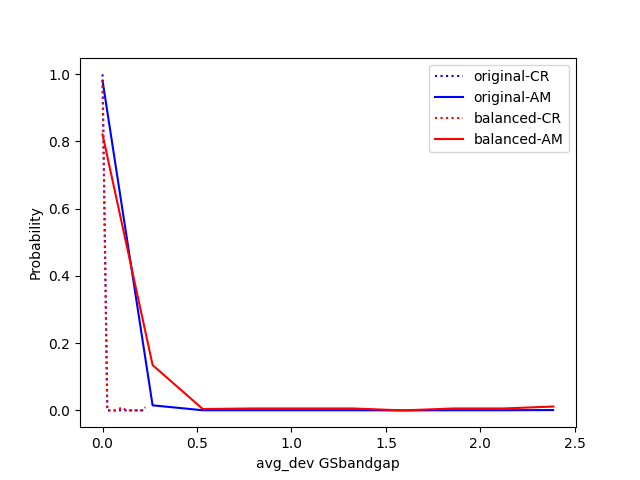 original-CR
original-AM
balanced-CR
balanced-AM
1.0
0.8
0.6
0.4
0.2
0.0
Probability
0.0 0.5 1.0 1.5 2.0 2.5
avg_dev GSbandgap